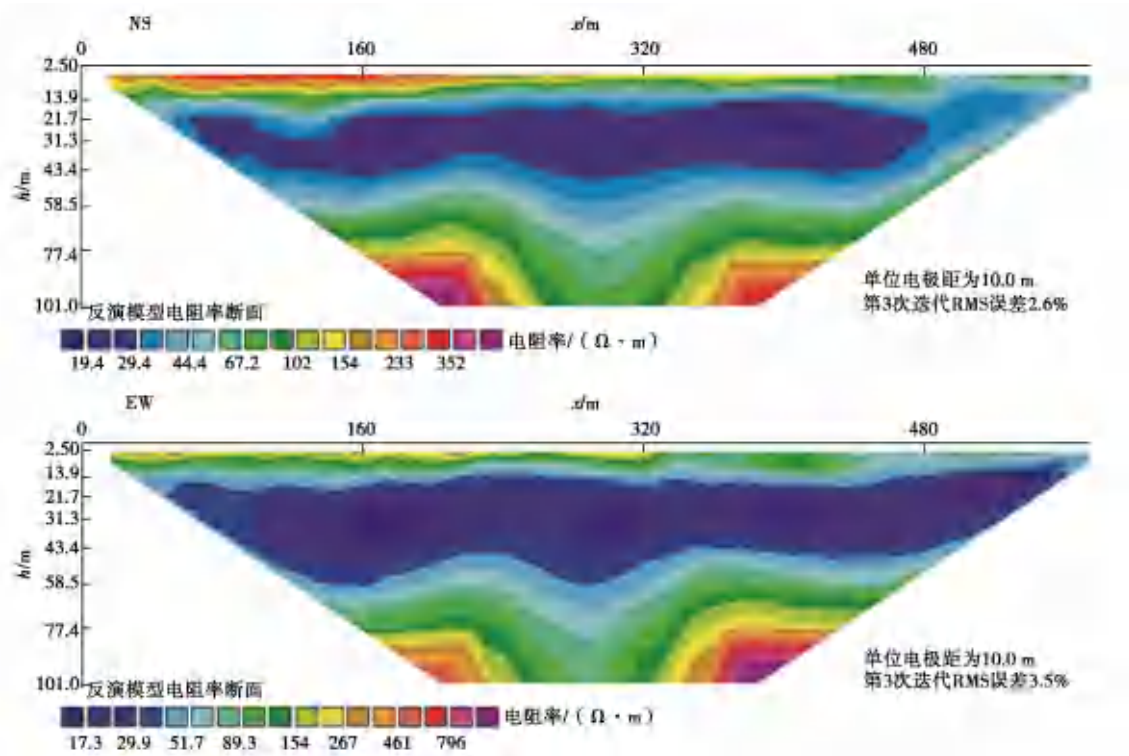 NS
x/m
0 160 320 480
2.50
13.9
21.7
31.3
43.4
58.5
77.4
101.0
h/m
单位电极距为10.0 m
第3次迭代RMS误差2.6%
反演模型电阻率断面
电阻率/(Ω·m)
19.4 29.4 44.4 67.2 102 154 233 352
EW
x/m
0 160 320 480
2.50
13.9
21.7
31.3
43.4
58.5
77.4
101.0
h/m
单位电极距为10.0 m
第3次迭代RMS误差3.5%
反演模型电阻率断面
电阻率/(Ω·m)
17.3 29.9 51.7 89.3 154 267 461 796